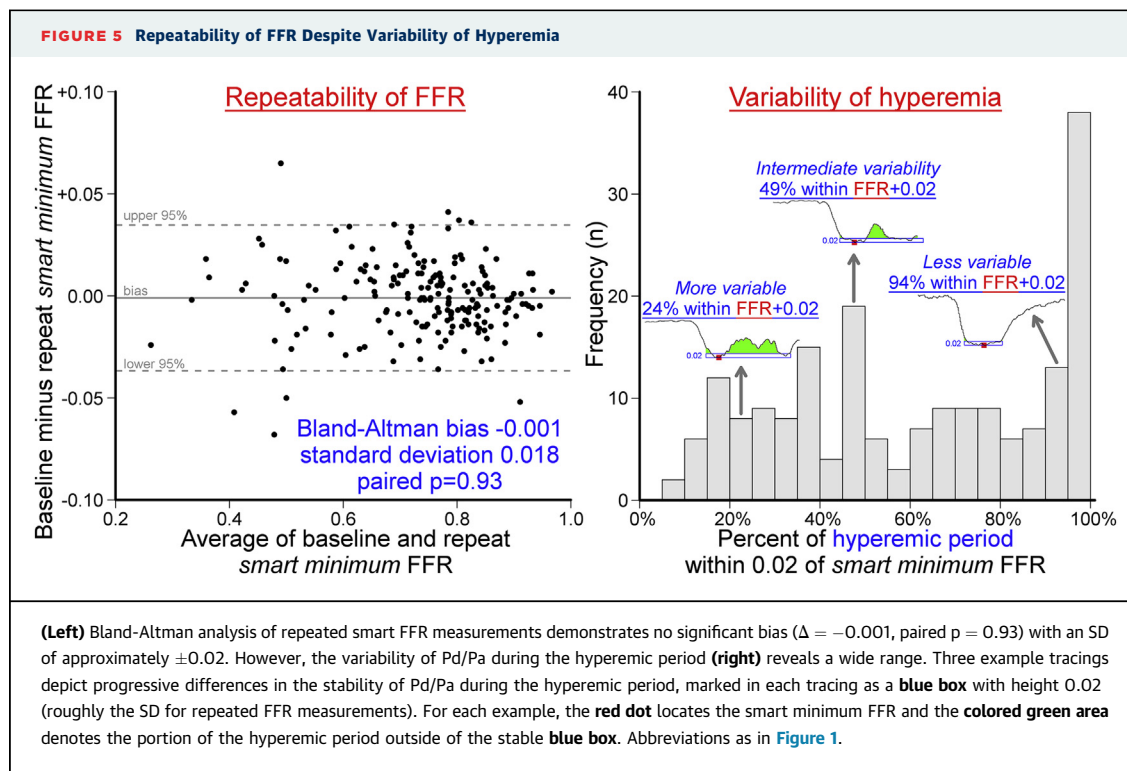 FIGURE 5 Repeatability of FFR Despite Variability of Hyperemia
Repeatability of FFR
Baseline minus repeat smart minimum FFR
+0.10
+0.05
0.00
-0.05
-0.10
upper 95%
bias
lower 95%
Bland-Altman bias -0.001
standard deviation 0.018
paired p=0.93
0.2 0.4 0.6 0.8 1.0
Average of baseline and repeat
smart minimum FFR
Variability of hyperemia
Frequency (n)
40
30
20
10
0
Intermediate variability
49% within FFR+0.02
0.02
More variable
24% within FFR+0.02
0.02
Less variable
94% within FFR+0.02
0.02
0% 20% 40% 60% 80% 100%
Percent of hyperemic period
within 0.02 of smart minimum FFR
(Left) Bland-Altman analysis of repeated smart FFR measurements demonstrates no significant bias (Δ = −0.001, paired p = 0.93) with an SD
of approximately ±0.02. However, the variability of Pd/Pa during the hyperemic period (right) reveals a wide range. Three example tracings
depict progressive differences in the stability of Pd/Pa during the hyperemic period, marked in each tracing as a blue box with height 0.02
(roughly the SD for repeated FFR measurements). For each example, the red dot locates the smart minimum FFR and the colored green area
denotes the portion of the hyperemic period outside of the stable blue box. Abbreviations as in Figure 1.